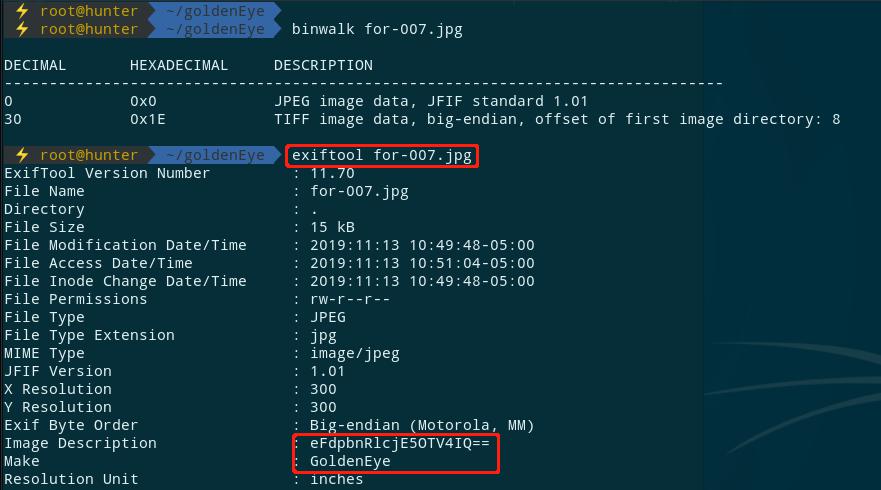 ⚡ root@hunter ~/goldenEye
⚡ root@hunter ~/goldenEye binwalk for-007.jpg
DECIMAL HEXADECIMAL DESCRIPTION
--------------------------------------------------------------------------------
0 0x0 JPEG image data, JFIF standard 1.01
30 0x1E TIFF image data, big-endian, offset of first image directory: 8
⚡ root@hunter ~/goldenEye exiftool for-007.jpg
ExifTool Version Number : 11.70
File Name : for-007.jpg
Directory : .
File Size : 15 kB
File Modification Date/Time : 2019:11:13 10:49:48-05:00
File Access Date/Time : 2019:11:13 10:51:04-05:00
File Inode Change Date/Time : 2019:11:13 10:49:48-05:00
File Permissions : rw-r--r--
File Type : JPEG
File Type Extension : jpg
MIME Type : image/jpeg
JFIF Version : 1.01
X Resolution : 300
Y Resolution : 300
Exif Byte Order : Big-endian (Motorola, MM)
Image Description : eFdpbnRlcjE5OTV4IQ==
Make : GoldenEye
Resolution Unit : inches